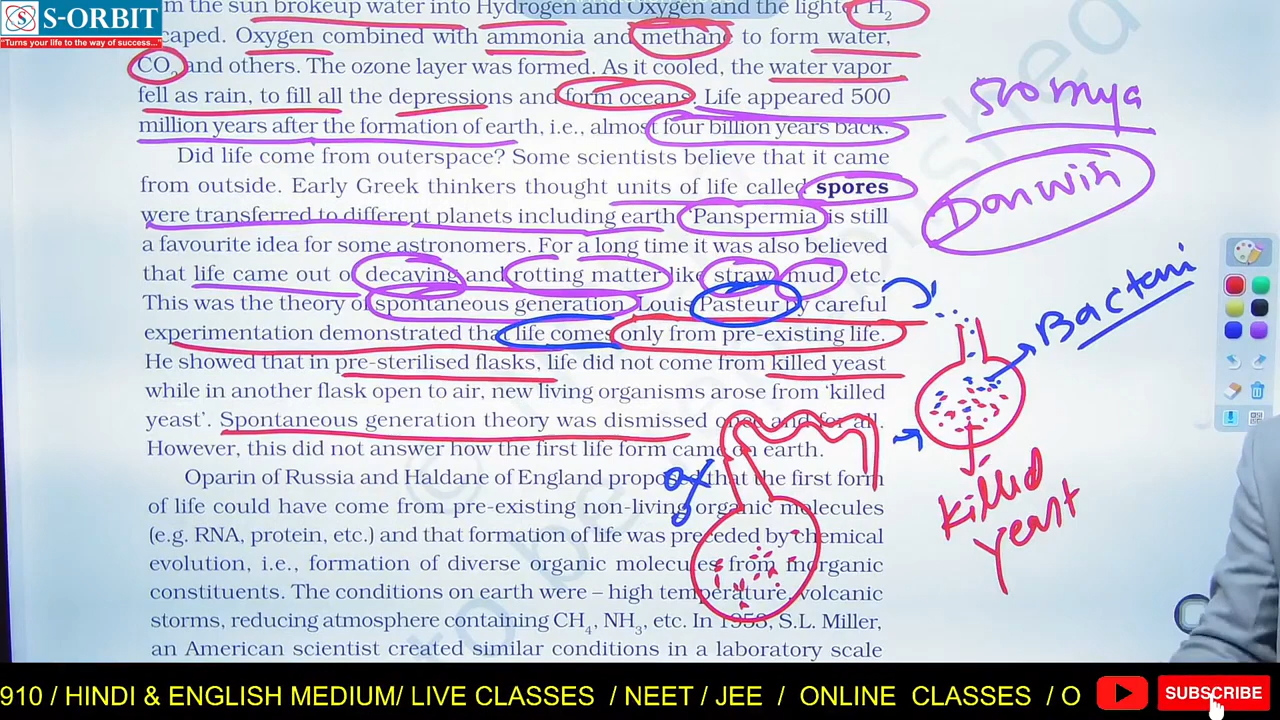 S-ORBIT
"Turns your life to the way of success..."
m the sun brokeup water into Hydrogen and Oxygen and the lighter H2
caped. Oxygen combined with ammonia and methane to form water,
CO2 and others. The ozone layer was formed. As it cooled, the water vapor
fell as rain, to fill all the depressions and form oceans. Life appeared 500
million years after the formation of earth, i.e., almost four billion years back.
Did life come from outerspace? Some scientists believe that it came
from outside. Early Greek thinkers thought units of life called spores
were transferred to different planets including earth. 'Panspermia' is still
a favourite idea for some astronomers. For a long time it was also believed
that life came out of decaying and rotting matter like straw, mud, etc.
This was the theory of spontaneous generation. Louis Pasteur by careful
experimentation demonstrated that life comes only from pre-existing life.
He showed that in pre-sterilised flasks, life did not come from killed yeast
while in another flask open to air, new living organisms arose from 'killed
yeast'. Spontaneous generation theory was dismissed once and for all.
However, this did not answer how the first life form came on earth.
Oparin of Russia and Haldane of England proposed that the first form
of life could have come from pre-existing non-living organic molecules
(e.g. RNA, protein, etc.) and that formation of life was preceded by chemical
evolution, i.e., formation of diverse organic molecules from inorganic
constituents. The conditions on earth were – high temperature, volcanic
storms, reducing atmosphere containing CH4, NH3, etc. In 1953, S.L. Miller,
an American scientist created similar conditions in a laboratory scale
Darwin
Bacteri
killed
yeast
910 / HINDI & ENGLISH MEDIUM/ LIVE CLASSES / NEET / JEE / ONLINE CLASSES / O
SUBSCRIBE